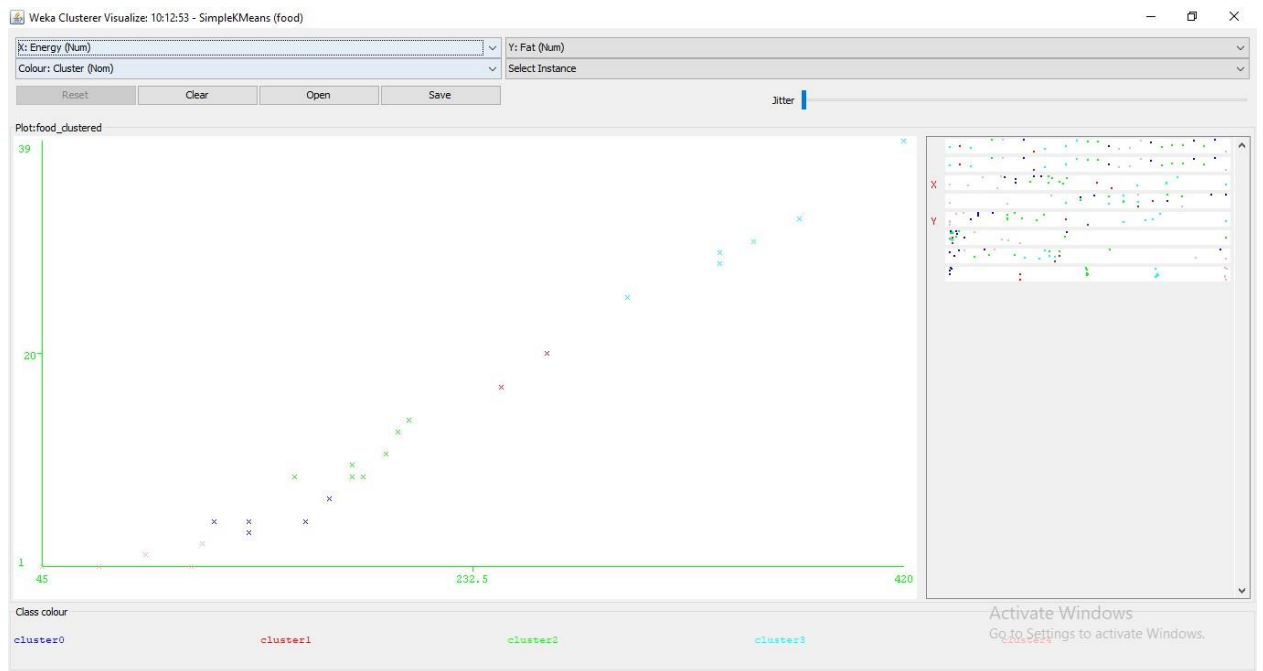 Weka Clusterer Visualize: 10:12:53 - SimpleKMeans (food)
X: Energy (Num) Y: Fat (Num)
Colour: Cluster (Nom) Select Instance
Reset Clear Open Save Jitter
Plot:food_clustered
39
X
Y
20
1
45 232.5 420
Class colour
Activate Windows
Go to Settings to activate Windows.
cluster0 cluster1 cluster2 cluster3 cluster4